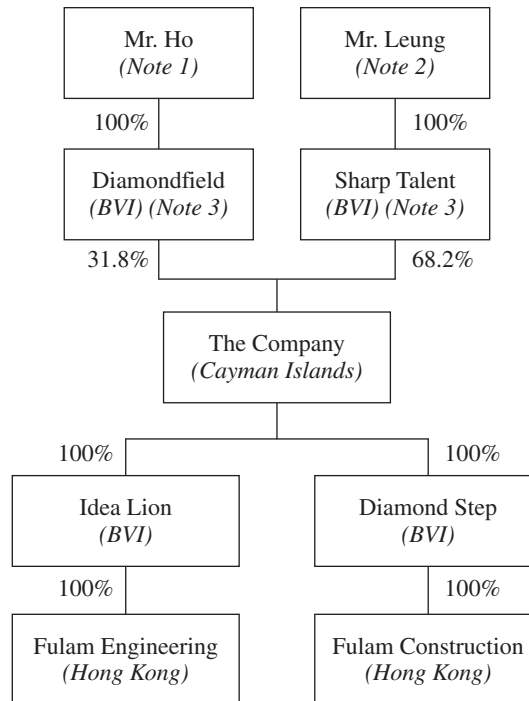 Mr. Ho
(Note 1)
Mr. Leung
(Note 2)
100%
100%
Diamondfield
(BVI) (Note 3)
Sharp Talent
(BVI) (Note 3)
31.8%
68.2%
The Company
(Cayman Islands)
100%
100%
Idea Lion
(BVI)
Diamond Step
(BVI)
100%
100%
Fulam Engineering
(Hong Kong)
Fulam Construction
(Hong Kong)